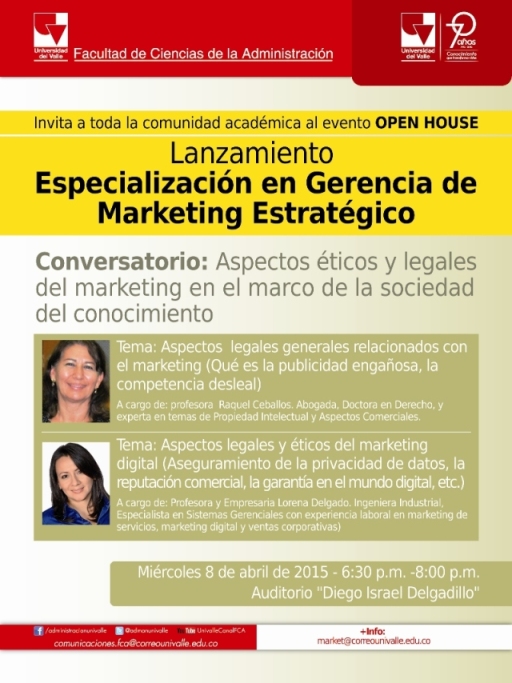 Universidad
del Valle
Facultad de Ciencias de la Administración
Universidad
del Valle
70 años
Invita a toda la comunidad académica al evento OPEN HOUSE
Lanzamiento
Especialización en Gerencia de
Marketing Estratégico
Conversatorio: Aspectos éticos y legales
del marketing en el marco de la sociedad
del conocimiento
Tema: Aspectos legales generales relacionados con
el marketing (Qué es la publicidad engañosa, la
competencia desleal)
A cargo de: profesora Raquel Ceballos. Abogada, Doctora en Derecho, y
experta en temas de Propiedad Intelectual y Aspectos Comerciales.
Tema: Aspectos legales y éticos del marketing
digital (Aseguramiento de la privacidad de datos, la
reputación comercial, la garantía en el mundo digital, etc.)
A cargo de: Profesora y Empresaria Lorena Delgado. Ingeniera Industrial,
Especialista en Sistemas Gerenciales con experiencia laboral en marketing de
servicios, marketing digital y ventas corporativas)
Miércoles 8 de abril de 2015 - 6:30 p.m. -8:00 p.m.
Auditorio "Diego Israel Delgadillo"
/administracionunivalle @admonunivalle YouTube UnivalleCanalFCA
comunicaciones.fca@correounivalle.edu.co
+Info:
market@correounivalle.edu.co